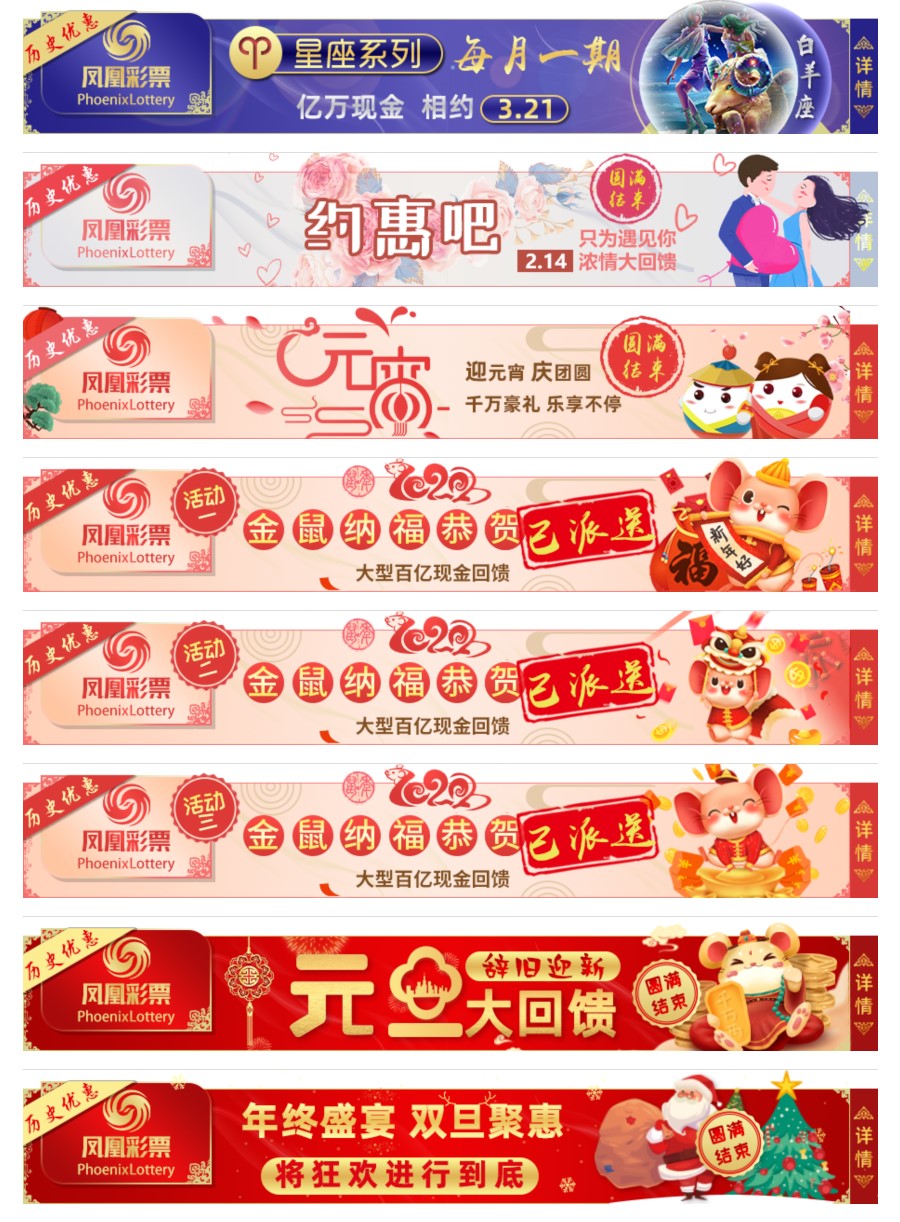 历史优惠
凤凰彩票
PhoenixLottery
星座系列 每月一期
亿万现金 相约 3.21
白羊座
详情
历史优惠
凤凰彩票
PhoenixLottery
约惠吧
圆满
结束
只为遇见你
2.14 浓情大回馈
详情
历史优惠
凤凰彩票
PhoenixLottery
元宵
迎元宵 庆团圆
千万豪礼 乐享不停
圆满
结束
详情
历史优惠
凤凰彩票
PhoenixLottery
活动
一
2020
金鼠纳福恭贺
大型百亿现金回馈
已派送
福
新年好
详情
历史优惠
凤凰彩票
PhoenixLottery
活动
二
2020
金鼠纳福恭贺
大型百亿现金回馈
已派送
详情
历史优惠
凤凰彩票
PhoenixLottery
活动
三
2020
金鼠纳福恭贺
大型百亿现金回馈
已派送
详情
历史优惠
凤凰彩票
PhoenixLottery
元旦
辞旧迎新
大回馈
圆满
结束
详情
历史优惠
凤凰彩票
PhoenixLottery
年终盛宴 双旦聚惠
将狂欢进行到底
圆满
结束
详情